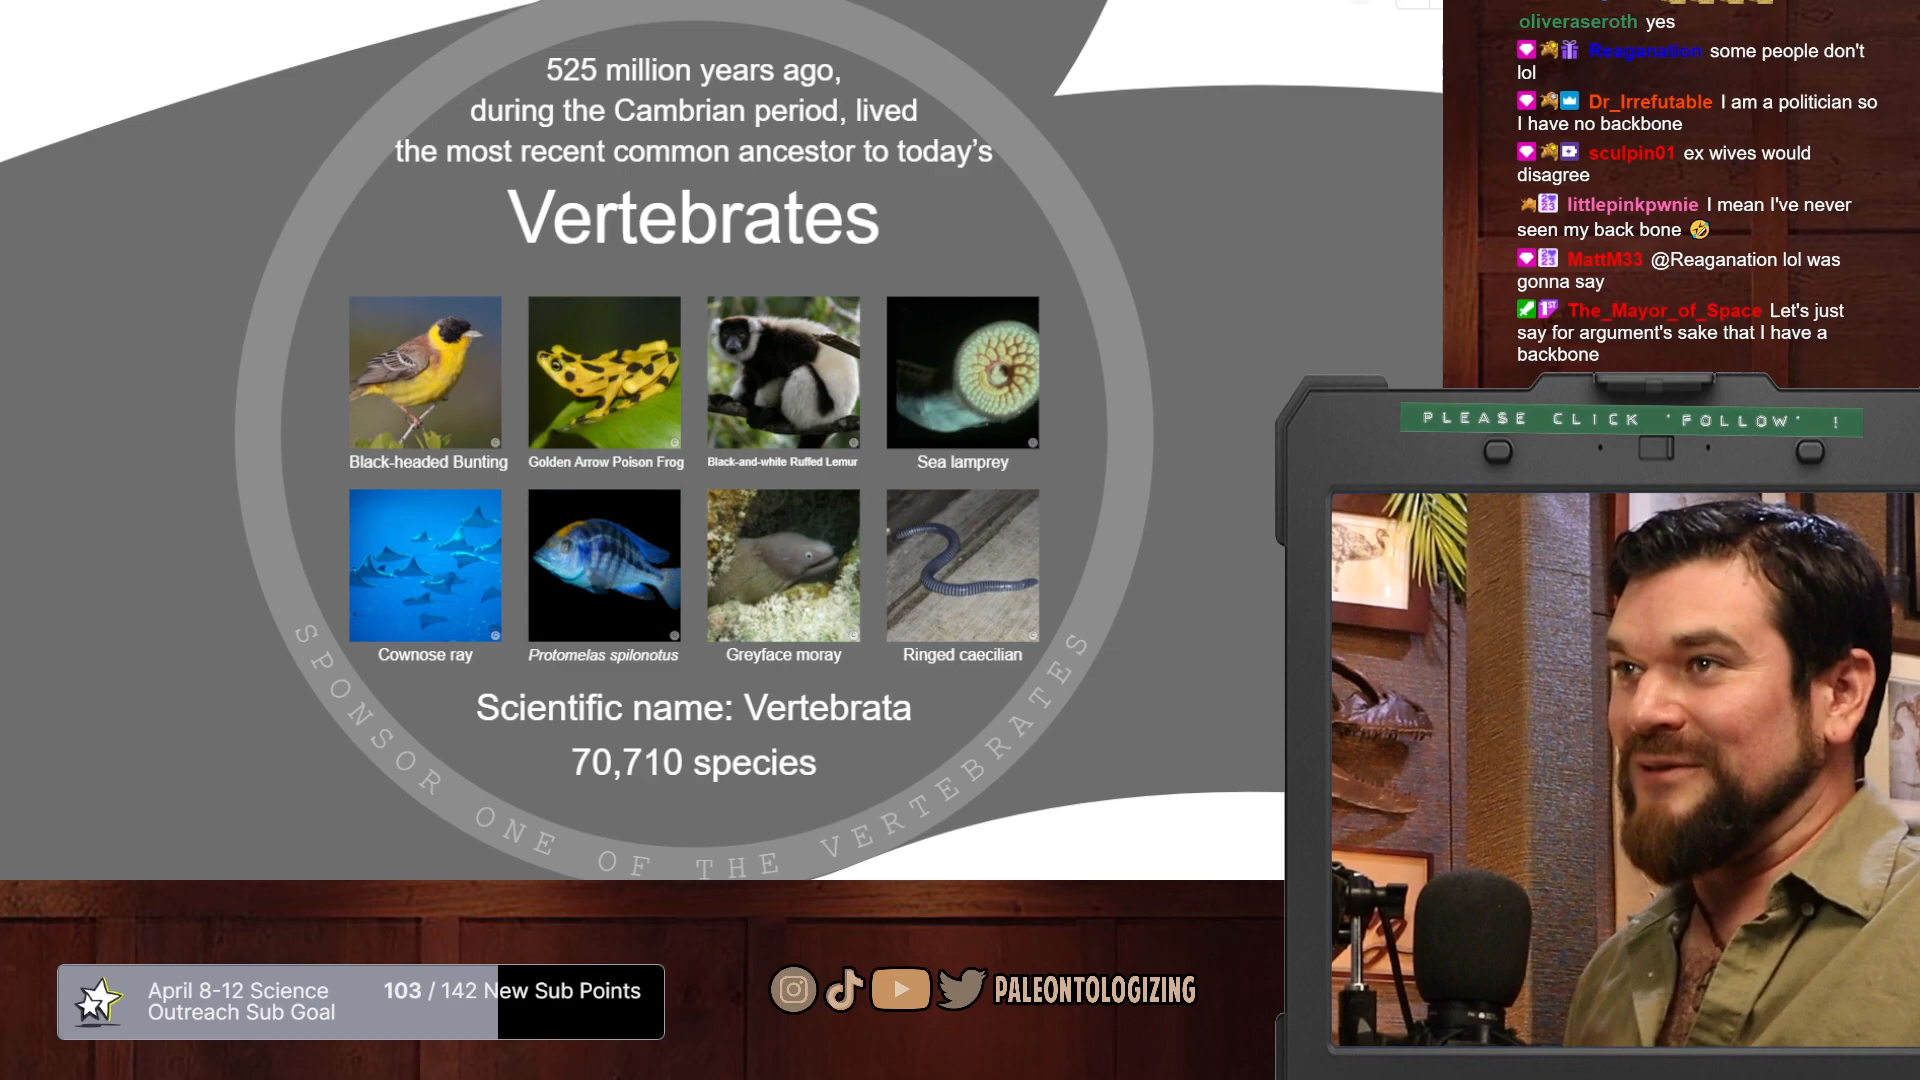 525 million years ago,
during the Cambrian period, lived
the most recent common ancestor to today's
Vertebrates
Black-headed Bunting
Golden Arrow Poison Frog
Black-and-white Ruffed Lemur
Sea lamprey
Cownose ray
Protomelas spilonotus
Greyface moray
Ringed caecilian
Scientific name: Vertebrata
70,710 species
SPONSOR ONE OF THE VERTEBRATES
oliveraseroth yes
Reaganation some people don't
lol
Dr_Irrefutable I am a politician so
I have no backbone
sculpin01 ex wives would
disagree
littlepinkpwnie I mean I've never
seen my back bone 🤣
MattM33 @Reaganation lol was
gonna say
1ST The_Mayor_of_Space Let's just
say for argument's sake that I have a
backbone
PLEASE CLICK 'FOLLOW' !
April 8-12 Science
Outreach Sub Goal
103 / 142 New Sub Points
PALEONTOLOGIZING